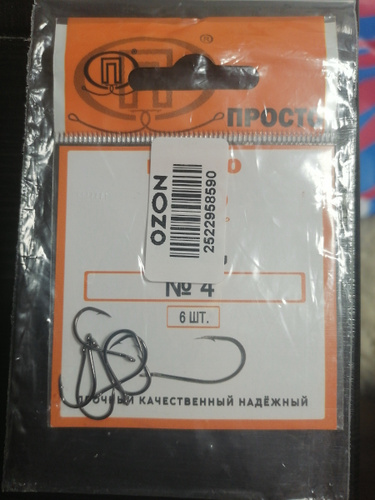 П
П ®
ПРОСТО
OZON
2522958590
№ 4
6 ШТ.
ПРОЧНЫЙ КАЧЕСТВЕННЫЙ НАДЁЖНЫЙ